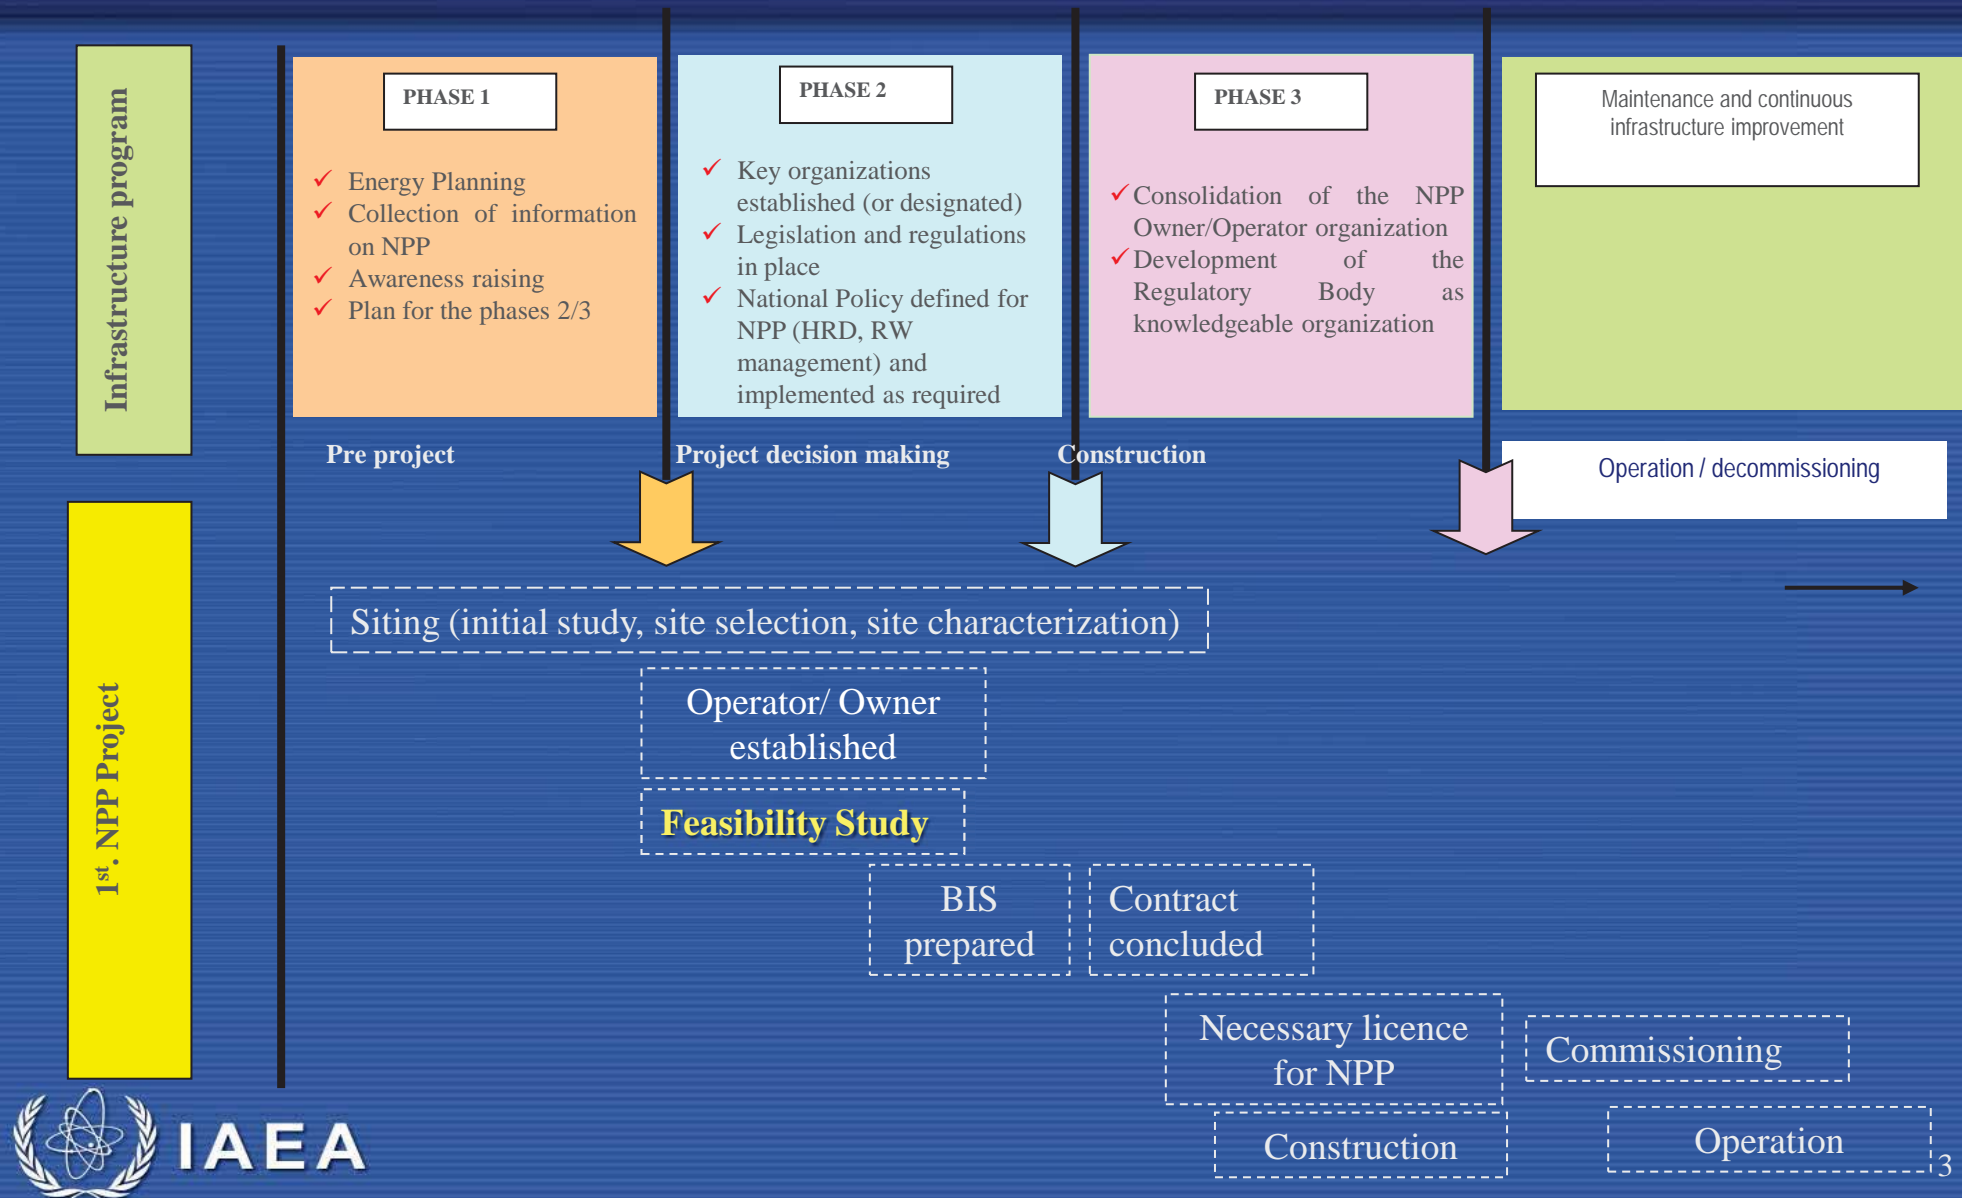 Infrastructure program
PHASE 1
✓ Energy Planning
✓ Collection of information
on NPP
✓ Awareness raising
✓ Plan for the phases 2/3
PHASE 2
✓ Key organizations
established (or designated)
✓ Legislation and regulations
in place
✓ National Policy defined for
NPP (HRD, RW
management) and
implemented as required
PHASE 3
✓ Consolidation of the NPP
Owner/Operator organization
✓ Development of the
Regulatory Body as
knowledgeable organization
Maintenance and continuous
infrastructure improvement
Pre project
Project decision making
Construction
Operation / decommissioning
1st. NPP Project
Siting (initial study, site selection, site characterization)
Operator/ Owner
established
Feasibility Study
BIS
prepared
Contract
concluded
Necessary licence
for NPP
Commissioning
Construction
Operation
IAEA
3